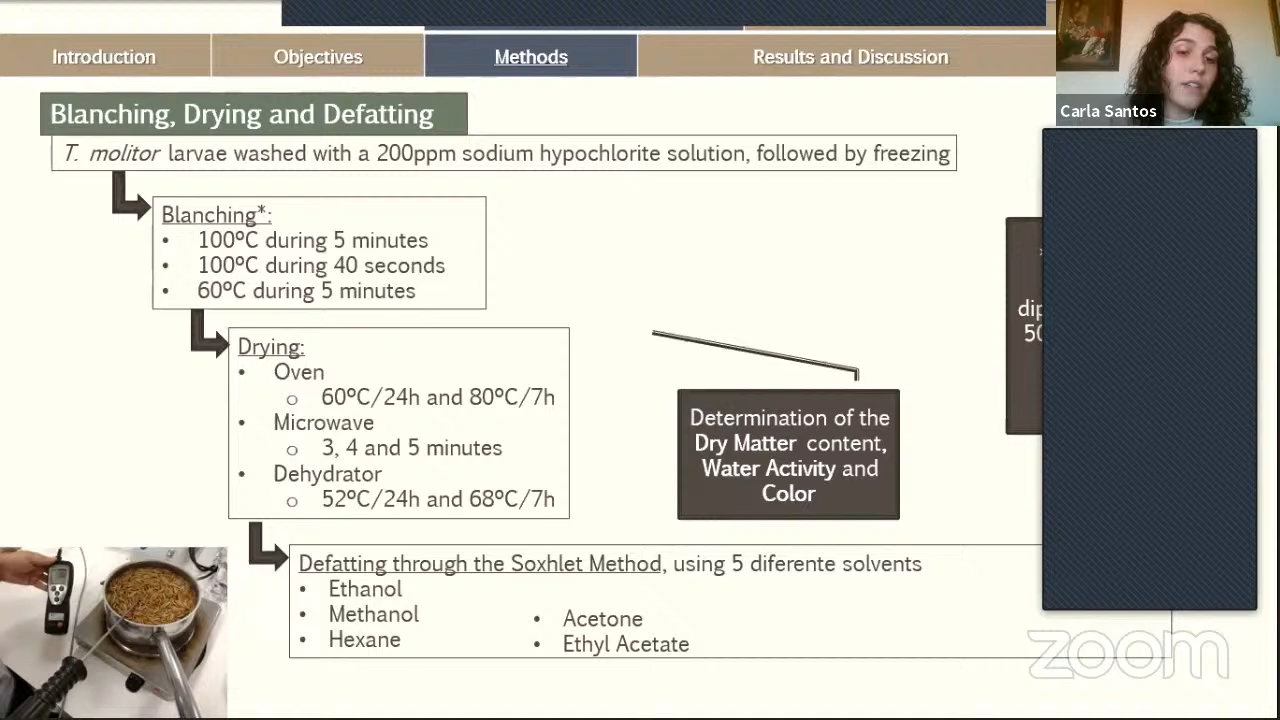 Introduction
Objectives
Methods
Results and Discussion
Carla Santos
Blanching, Drying and Defatting
T. molitor larvae washed with a 200ppm sodium hypochlorite solution, followed by freezing
Blanching*:
• 100ºC during 5 minutes
• 100ºC during 40 seconds
• 60ºC during 5 minutes
dip
50
Drying:
• Oven
o 60ºC/24h and 80ºC/7h
• Microwave
o 3, 4 and 5 minutes
• Dehydrator
o 52ºC/24h and 68ºC/7h
Determination of the
Dry Matter content,
Water Activity and
Color
Defatting through the Soxhlet Method, using 5 diferente solvents
• Ethanol
• Methanol
• Hexane
• Acetone
• Ethyl Acetate
zoom